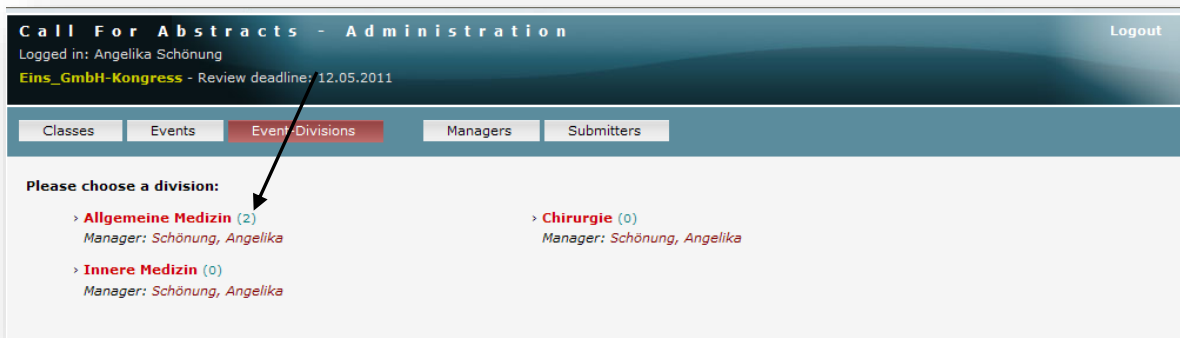 Call For Abstracts - Administration
Logout
Logged in: Angelika Schönung
Eins_GmbH-Kongress - Review deadline: 12.05.2011
Classes Events Event-Divisions Managers Submitters
Please choose a division:
› Allgemeine Medizin (2)
Manager: Schönung, Angelika
› Chirurgie (0)
Manager: Schönung, Angelika
› Innere Medizin (0)
Manager: Schönung, Angelika